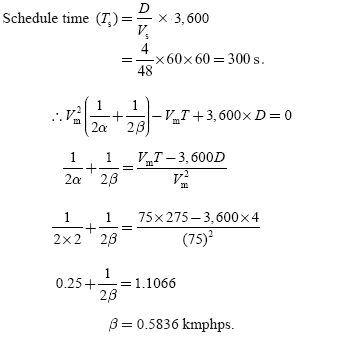 Schedule time (T_s) = D/V_s × 3,600
= 4/48 × 60 × 60 = 300 s.
∴ V_m^2 (1/2α + 1/2β) − V_m T + 3,600 × D = 0
1/2α + 1/2β = (V_m T − 3,600D)/V_m^2
1/(2×2) + 1/2β = (75×275 − 3,600×4)/(75)^2
0.25 + 1/2β = 1.1066
β = 0.5836 kmphps.